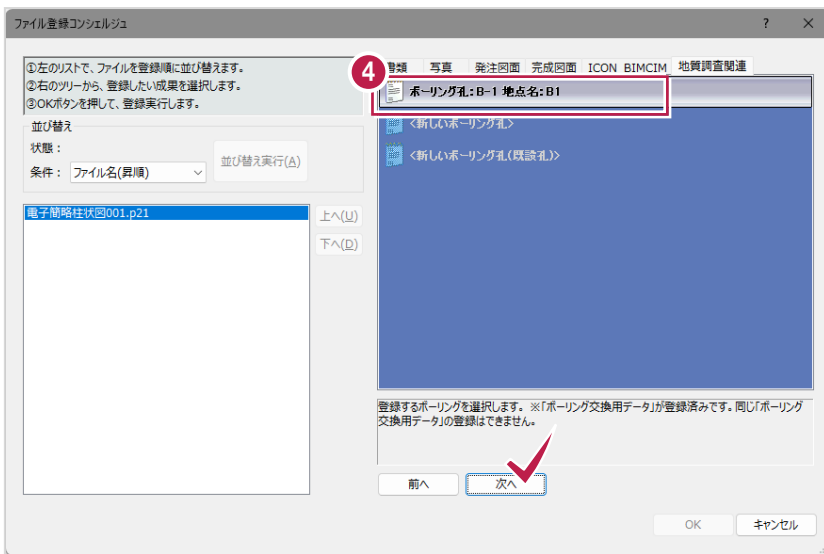 ファイル登録コンシェルジュ
?
①左のリストで、ファイルを登録順に並び替えます。
②右のツリーから、登録したい成果を選択します。
③OKボタンを押して、登録実行します。
並び替え
状態：
条件： ファイル名(昇順)
並び替え実行(A)
電子簡略柱状図001.p21
上へ(U)
下へ(D)
4
類 写真 発注図面 完成図面 ICON BIMCIM 地質調査関連
ボーリング孔:B-1 地点名:B1
<新しいボーリング孔>
<新しいボーリング孔(既設孔)>
登録するボーリングを選択します。 ※「ボーリング交換用データ」が登録済みです。同じ「ボーリング
交換用データ」の登録はできません。
前へ 次へ
OK キャンセル